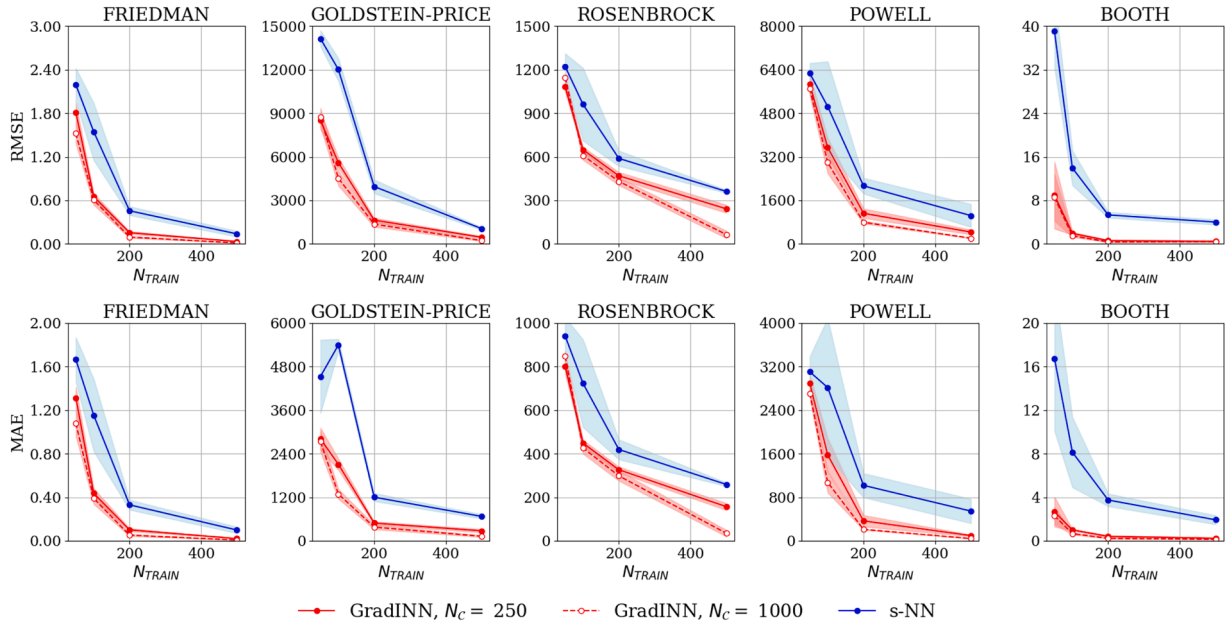 FRIEDMAN GOLDSTEIN-PRICE ROSENBROCK POWELL BOOTH
RMSE
3.00 2.40 1.80 1.20 0.60 0.00
15000 12000 9000 6000 3000 0
1500 1200 900 600 300 0
8000 6400 4800 3200 1600 0
40 32 24 16 8 0
200 400 200 400 200 400 200 400 200 400
N_TRAIN N_TRAIN N_TRAIN N_TRAIN N_TRAIN
FRIEDMAN GOLDSTEIN-PRICE ROSENBROCK POWELL BOOTH
MAE
2.00 1.60 1.20 0.80 0.40 0.00
6000 4800 3600 2400 1200 0
1000 800 600 400 200 0
4000 3200 2400 1600 800 0
20 16 12 8 4 0
200 400 200 400 200 400 200 400 200 400
N_TRAIN N_TRAIN N_TRAIN N_TRAIN N_TRAIN
GradINN, N_C = 250 GradINN, N_C = 1000 s-NN